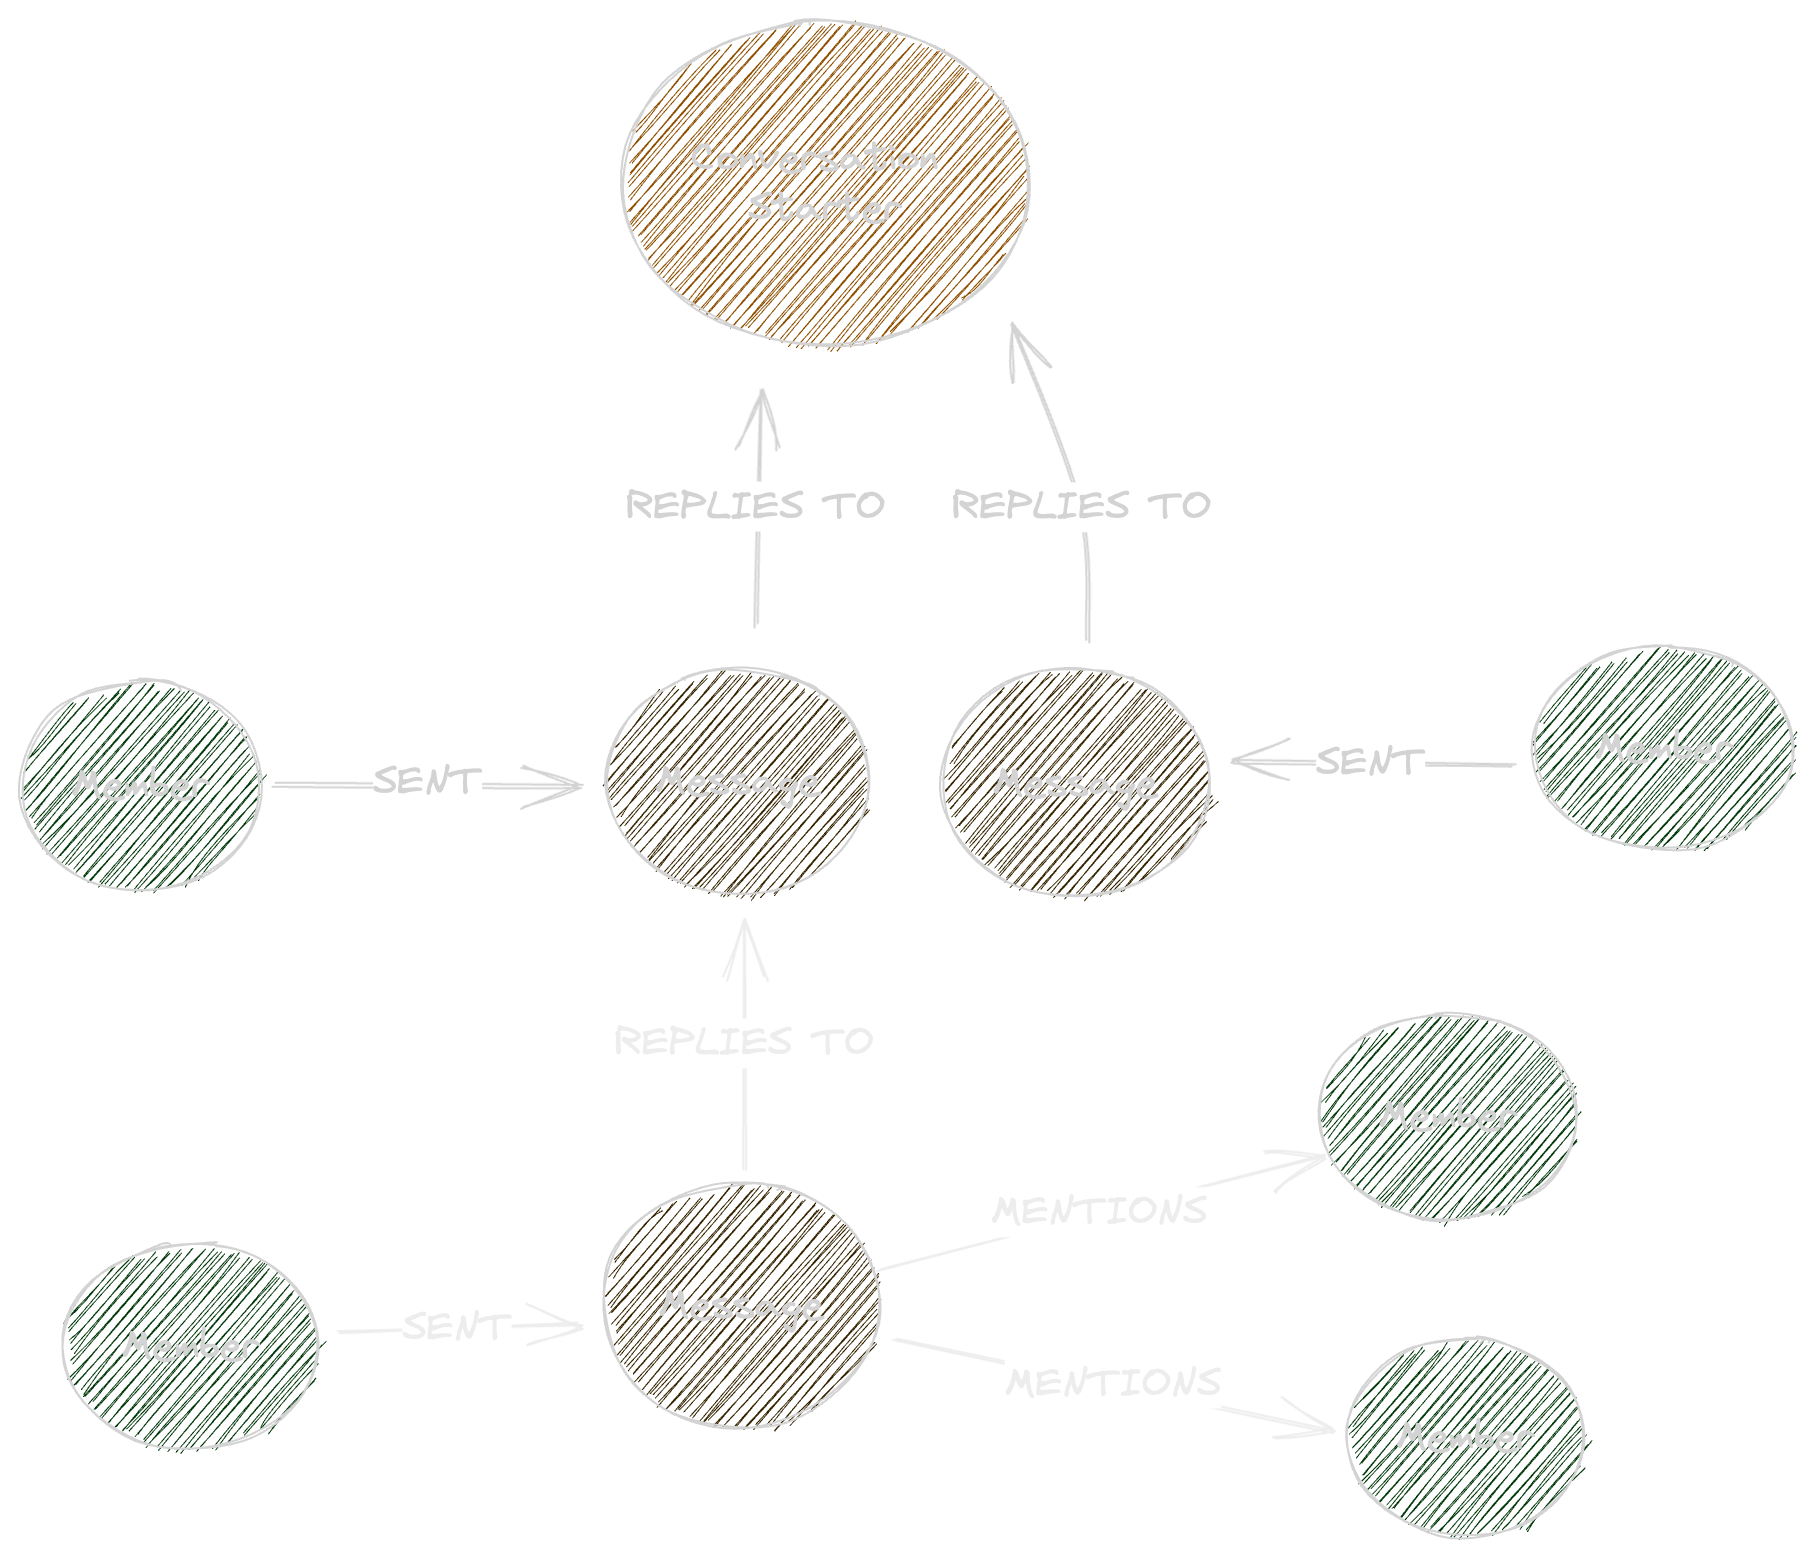 Conversation
Starter
REPLIES TO
REPLIES TO
Member
SENT
Message
Message
SENT
Member
REPLIES TO
Member
MENTIONS
Message
SENT
Member
MENTIONS
Member